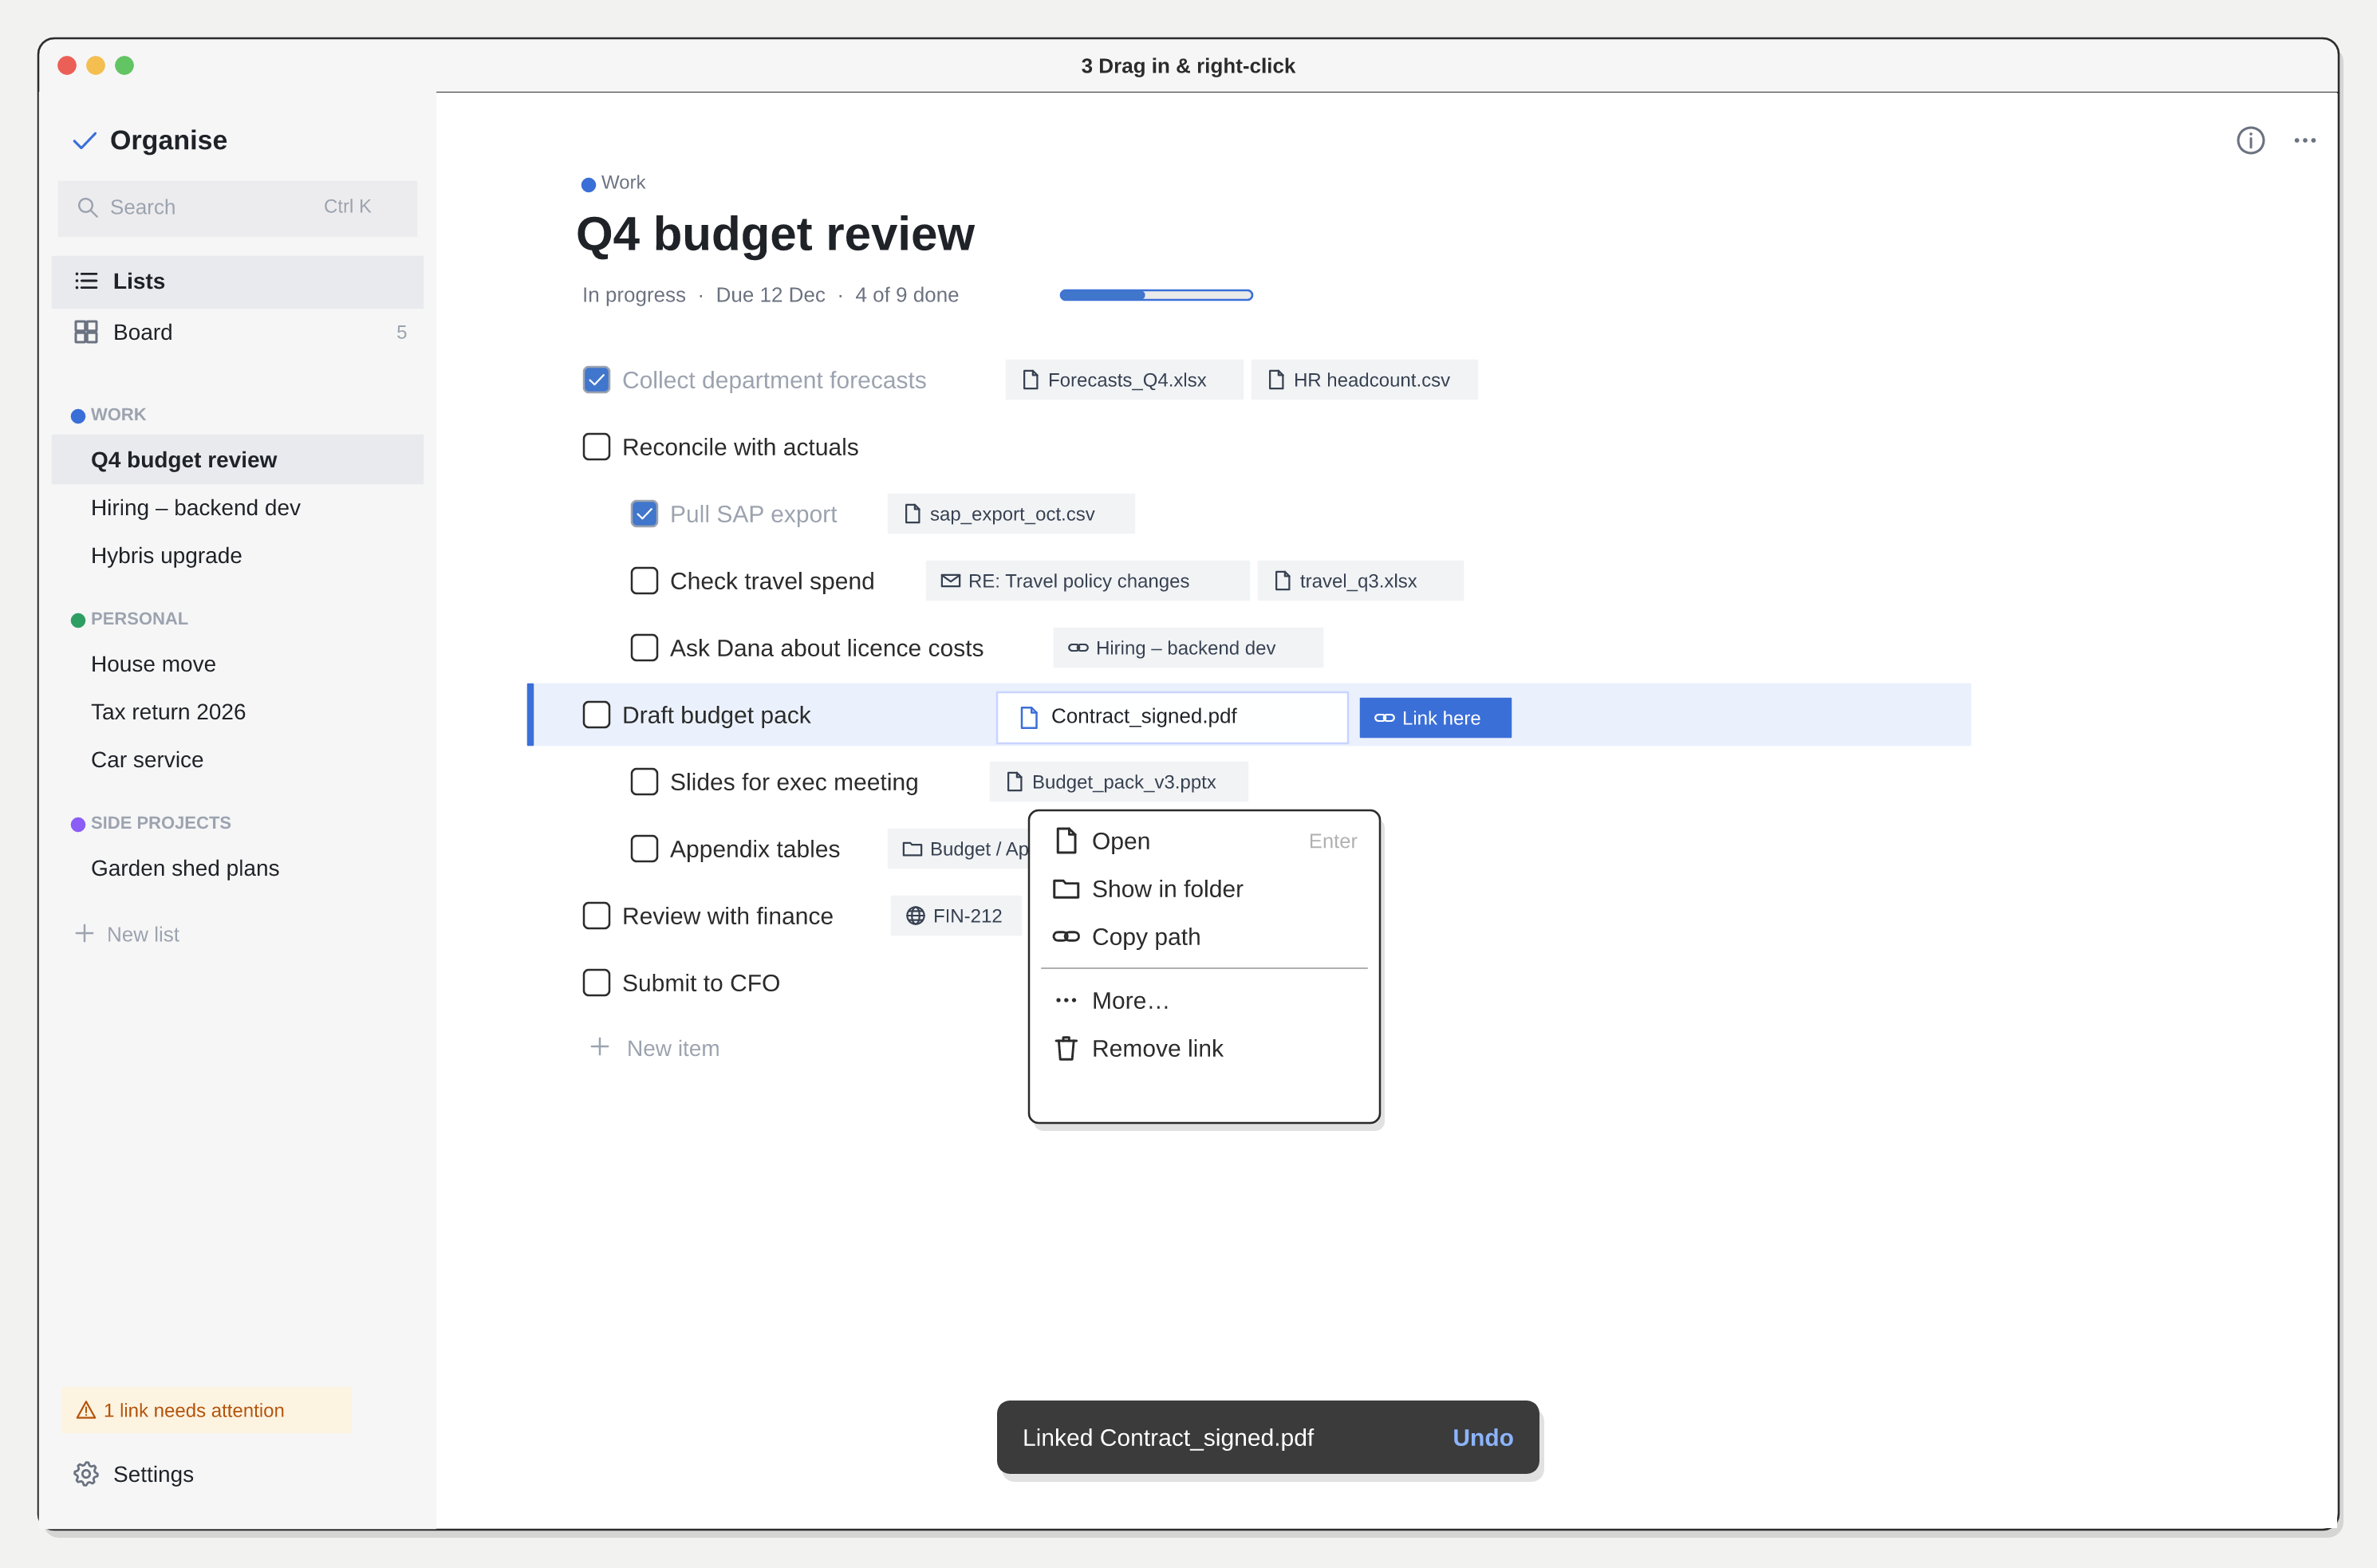 3 Drag in & right-click
Organise
Search Ctrl K
Lists
Board 5
WORK
Q4 budget review
Hiring – backend dev
Hybris upgrade
PERSONAL
House move
Tax return 2026
Car service
SIDE PROJECTS
Garden shed plans
New list
1 link needs attention
Settings
Work
Q4 budget review
In progress · Due 12 Dec · 4 of 9 done
Collect department forecasts Forecasts_Q4.xlsx HR headcount.csv
Reconcile with actuals
Pull SAP export sap_export_oct.csv
Check travel spend RE: Travel policy changes travel_q3.xlsx
Ask Dana about licence costs Hiring – backend dev
Draft budget pack Contract_signed.pdf Link here
Slides for exec meeting Budget_pack_v3.pptx
Appendix tables Budget / Ap
Review with finance FIN-212
Submit to CFO
New item
Open Enter
Show in folder
Copy path
More…
Remove link
Linked Contract_signed.pdf Undo